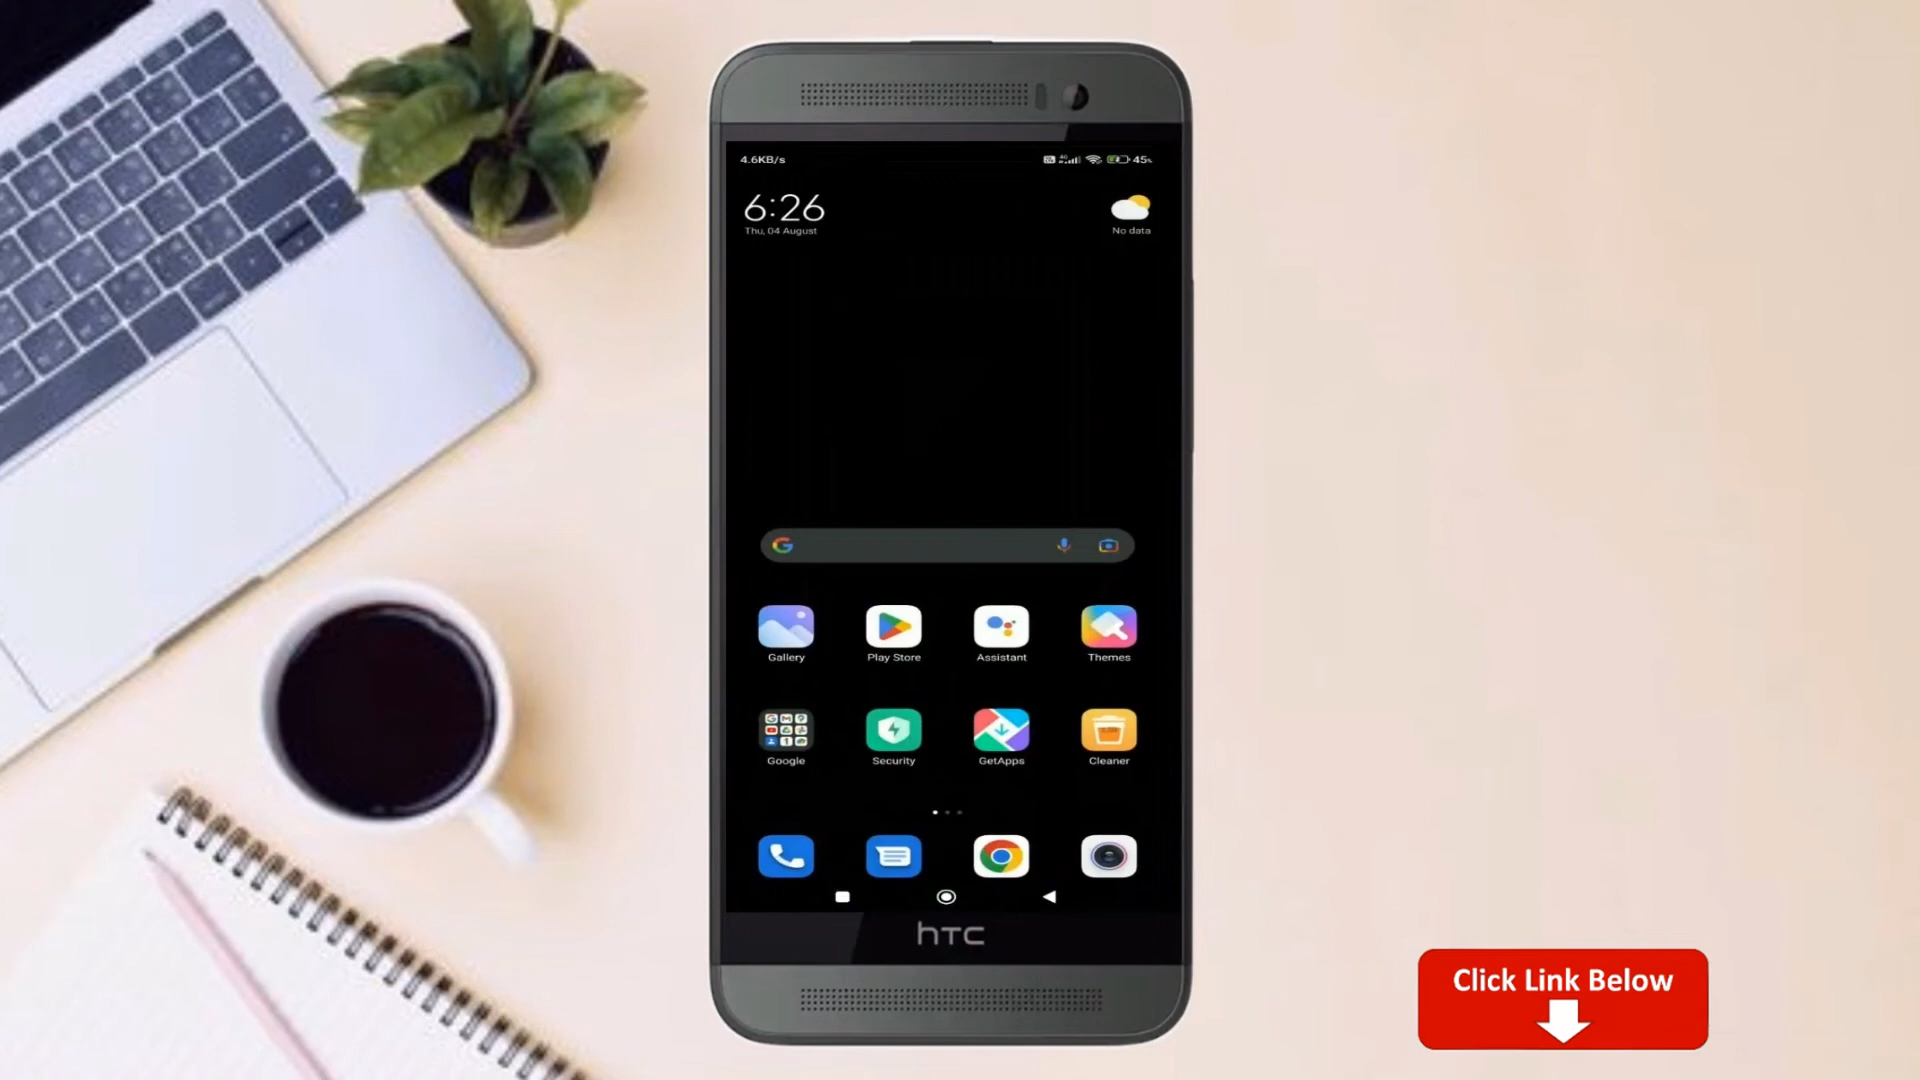 4.6KB/s
45%
6:26
Thu, 04 August
No data
Gallery
Play Store
Assistant
Themes
Google
Security
GetApps
Cleaner
hTC
Click Link Below